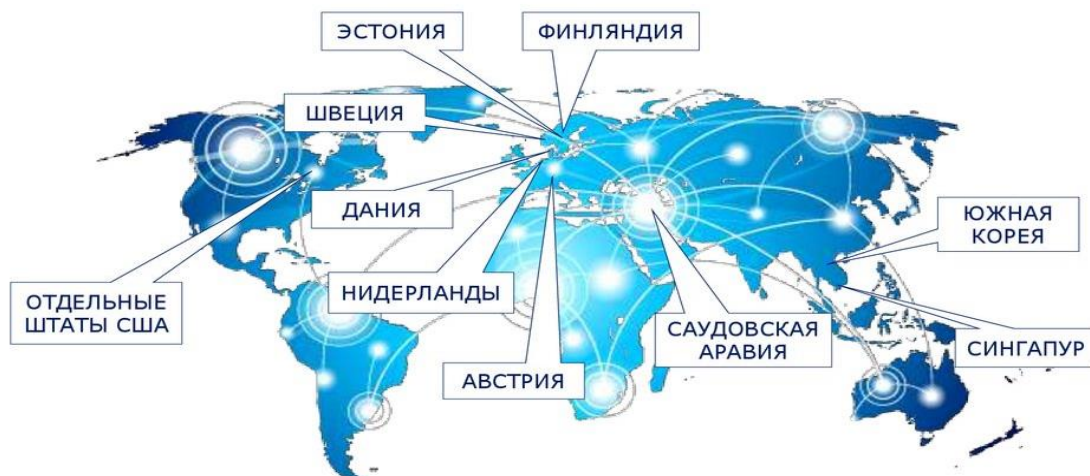 ЭСТОНИЯ
ФИНЛЯНДИЯ
ШВЕЦИЯ
ДАНИЯ
ЮЖНАЯ
КОРЕЯ
НИДЕРЛАНДЫ
ОТДЕЛЬНЫЕ
ШТАТЫ США
САУДОВСКАЯ
АРАВИЯ
СИНГАПУР
АВСТРИЯ